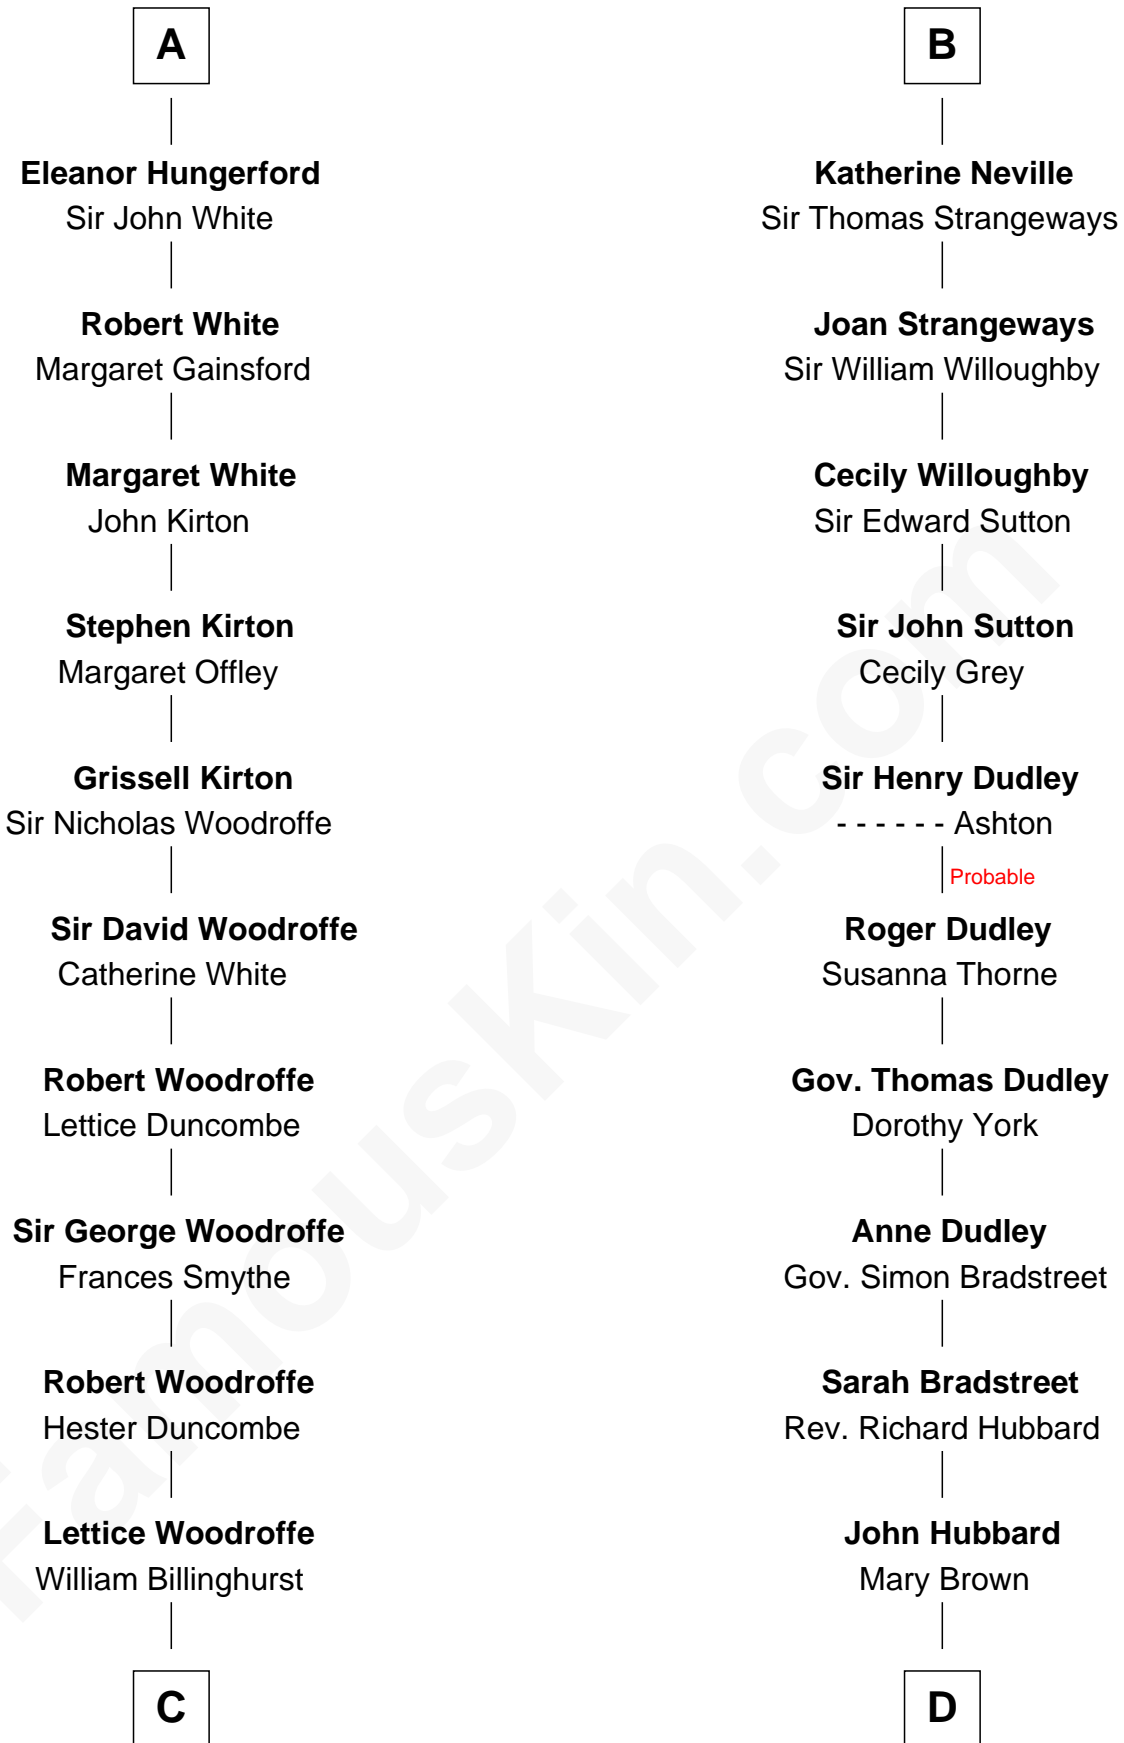 A
Eleanor Hungerford
Sir John White
Robert White
Margaret Gainsford
Margaret White
John Kirton
Stephen Kirton
Margaret Offley
Grissell Kirton
Sir Nicholas Woodroffe
Sir David Woodroffe
Catherine White
Robert Woodroffe
Lettice Duncombe
Sir George Woodroffe
Frances Smythe
Robert Woodroffe
Hester Duncombe
Lettice Woodroffe
William Billinghurst
C
B
Katherine Neville
Sir Thomas Strangeways
Joan Strangeways
Sir William Willoughby
Cecily Willoughby
Sir Edward Sutton
Sir John Sutton
Cecily Grey
Sir Henry Dudley
- - - - - - Ashton
Probable
Roger Dudley
Susanna Thorne
Gov. Thomas Dudley
Dorothy York
Anne Dudley
Gov. Simon Bradstreet
Sarah Bradstreet
Rev. Richard Hubbard
John Hubbard
Mary Brown
D
FamousKin.com